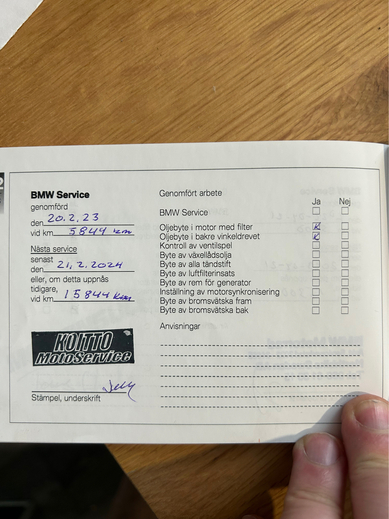 BMW Service
genomförd
den 20.2.23
vid km 5844 km
Nästa service
senast
den 21.2.2024
eller, om detta uppnås
tidigare,
vid km 15844 km
KOITTO
MotoService
Stämpel, underskrift
Genomfört arbete
Ja Nej
BMW Service
Oljebyte i motor med filter
Oljebyte i bakre vinkeldrevet
Kontroll av ventilspel
Byte av växellådsolja
Byte av alla tändstift
Byte av luftfilterinsats
Byte av rem för generator
Inställning av motorsynkronisering
Byte av bromsvätska fram
Byte av bromsvätska bak
Anvisningar